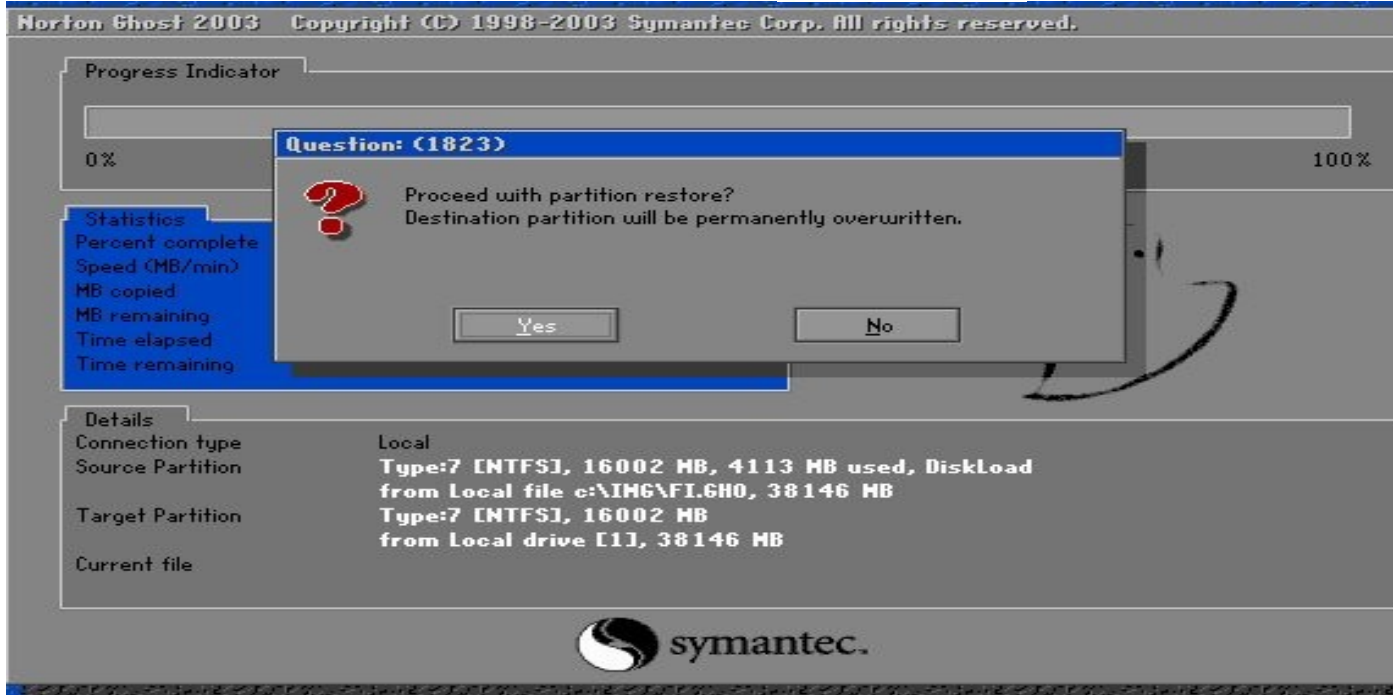 Norton Ghost 2003 Copyright (C) 1998-2003 Symantec Corp. All rights reserved.
Progress Indicator
0% 100%
Question: (1823)
Proceed with partition restore?
Destination partition will be permanently overwritten.
Yes No
Statistics
Percent complete
Speed (MB/min)
MB copied
MB remaining
Time elapsed
Time remaining
Details
Connection type Local
Source Partition Type:7 [NTFS], 16002 MB, 4113 MB used, DiskLoad
from Local file c:\IMG\FI.GHO, 38146 MB
Target Partition Type:7 [NTFS], 16002 MB
from Local drive [1], 38146 MB
Current file
symantec.